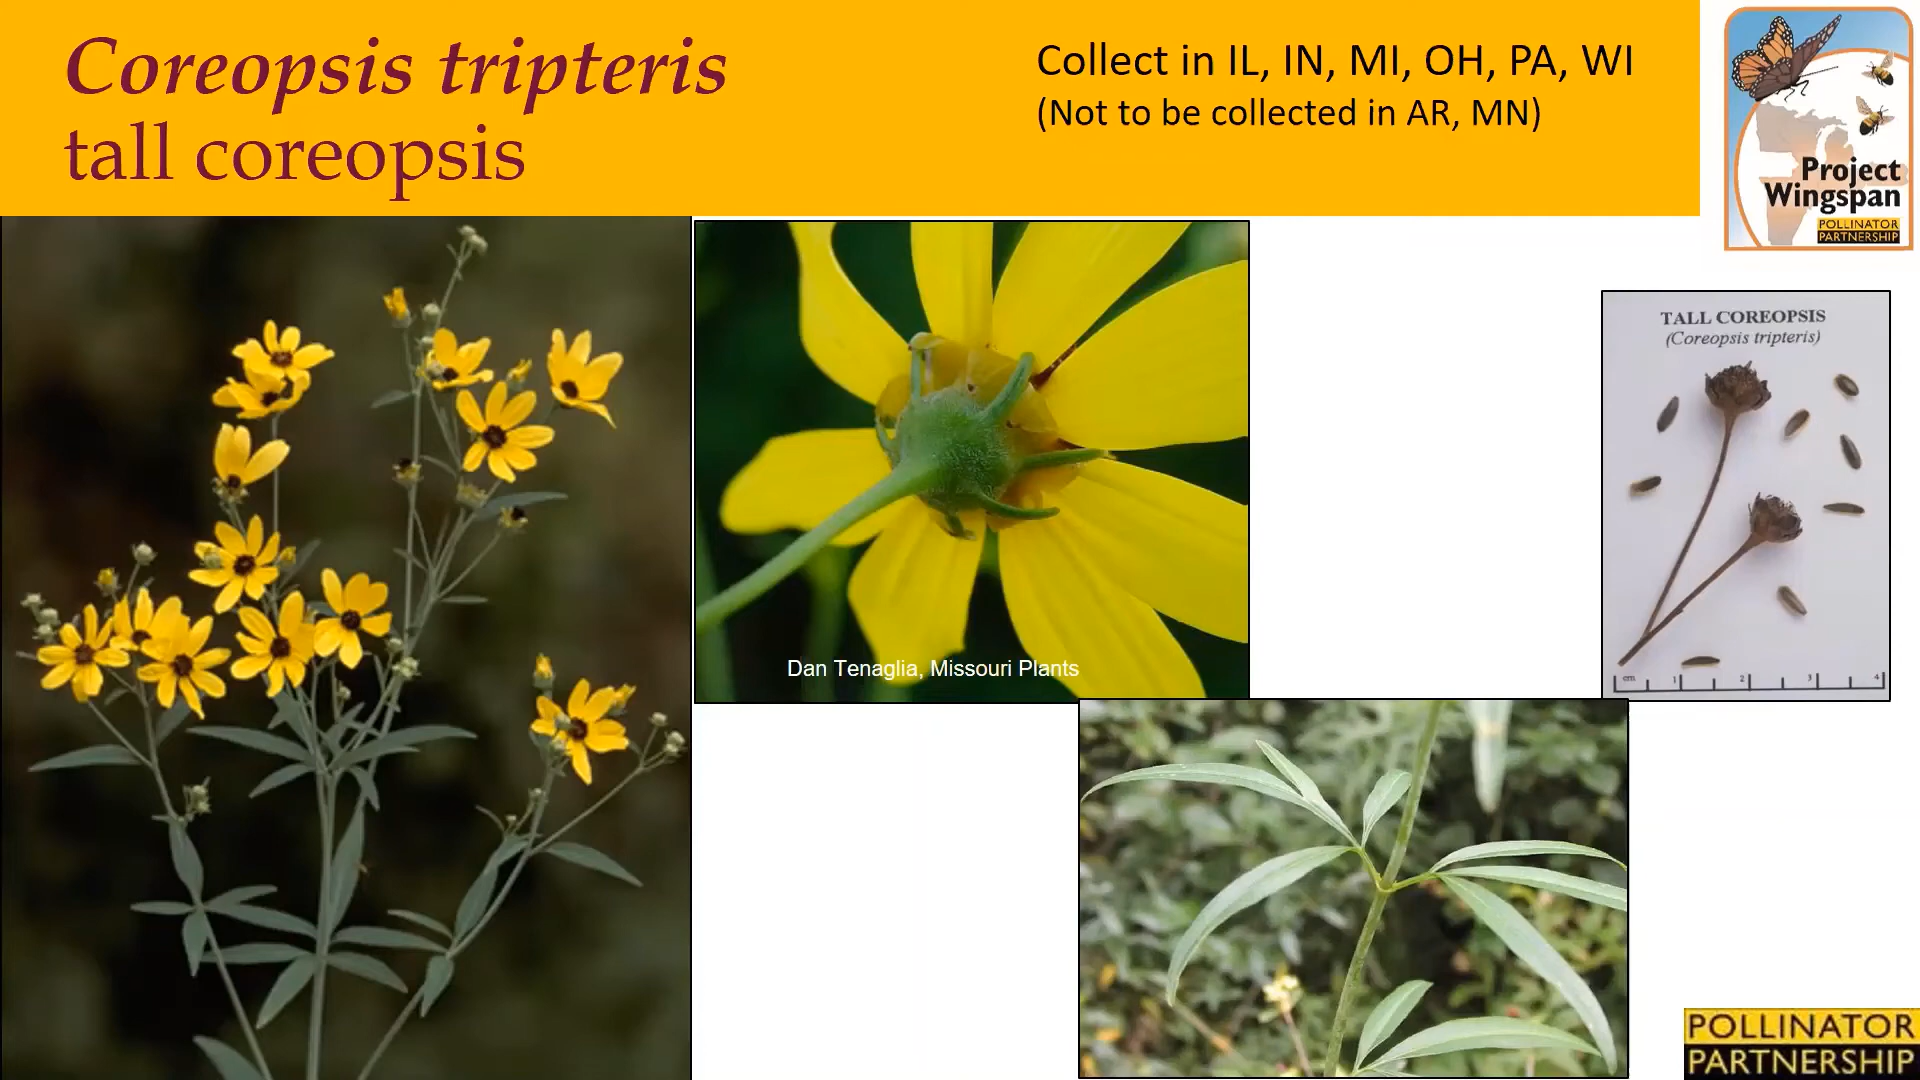 Coreopsis tripteris
tall coreopsis
Collect in IL, IN, MI, OH, PA, WI
(Not to be collected in AR, MN)
Project
Wingspan
POLLINATOR
PARTNERSHIP
TALL COREOPSIS
(Coreopsis tripteris)
cm 1 2 3 4
Dan Tenaglia, Missouri Plants
POLLINATOR
PARTNERSHIP